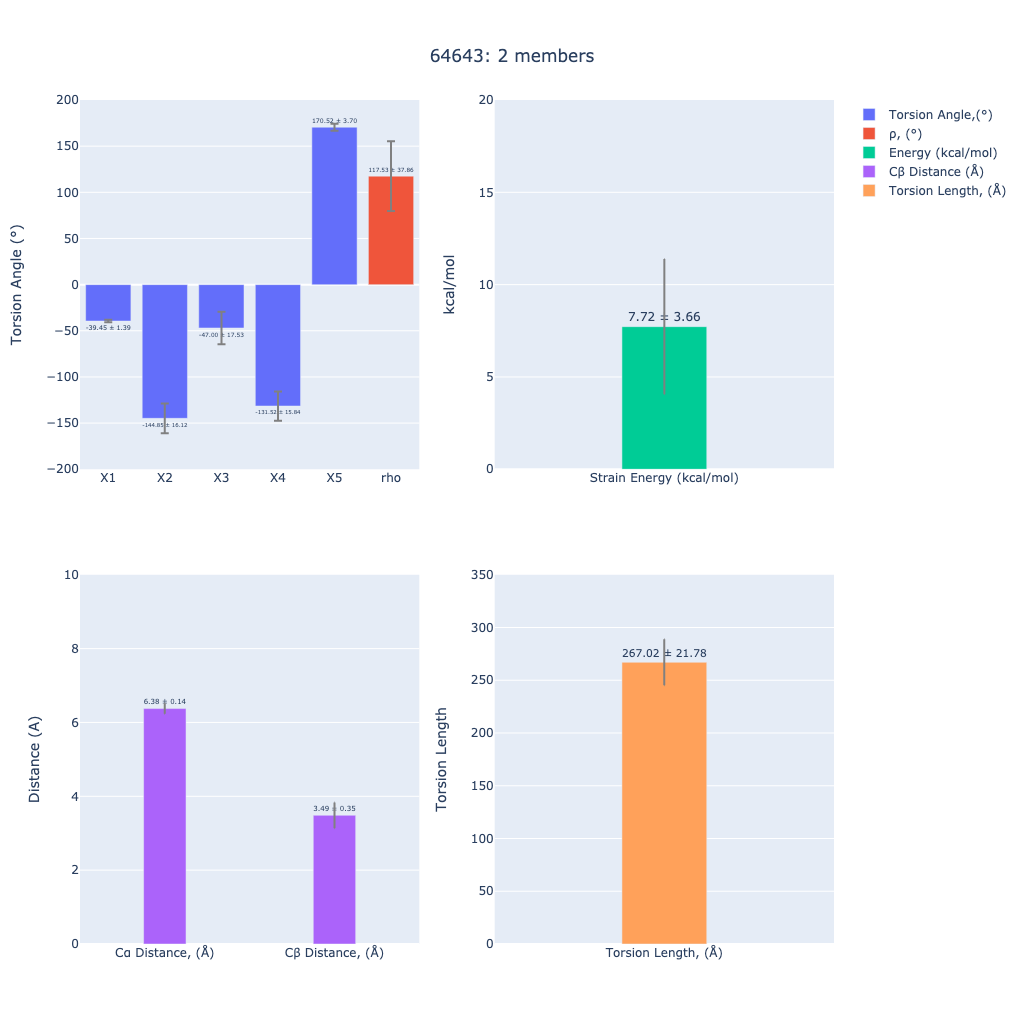 64643: 2 members
Torsion Angle (°)
200
150
100
50
0
−50
−100
−150
−200
170.52 ± 3.70
117.53 ± 37.86
-39.45 ± 1.39
-47.00 ± 17.53
-131.52 ± 15.84
-144.85 ± 16.12
X1 X2 X3 X4 X5 rho
kcal/mol
20
15
10
5
0
7.72 ± 3.66
Strain Energy (kcal/mol)
Torsion Angle,(°)
ρ, (°)
Energy (kcal/mol)
Cβ Distance (Å)
Torsion Length, (Å)
Distance (A)
10
8
6
4
2
0
6.38 ± 0.14
3.49 ± 0.35
Cα Distance, (Å) Cβ Distance, (Å)
Torsion Length
350
300
250
200
150
100
50
0
267.02 ± 21.78
Torsion Length, (Å)